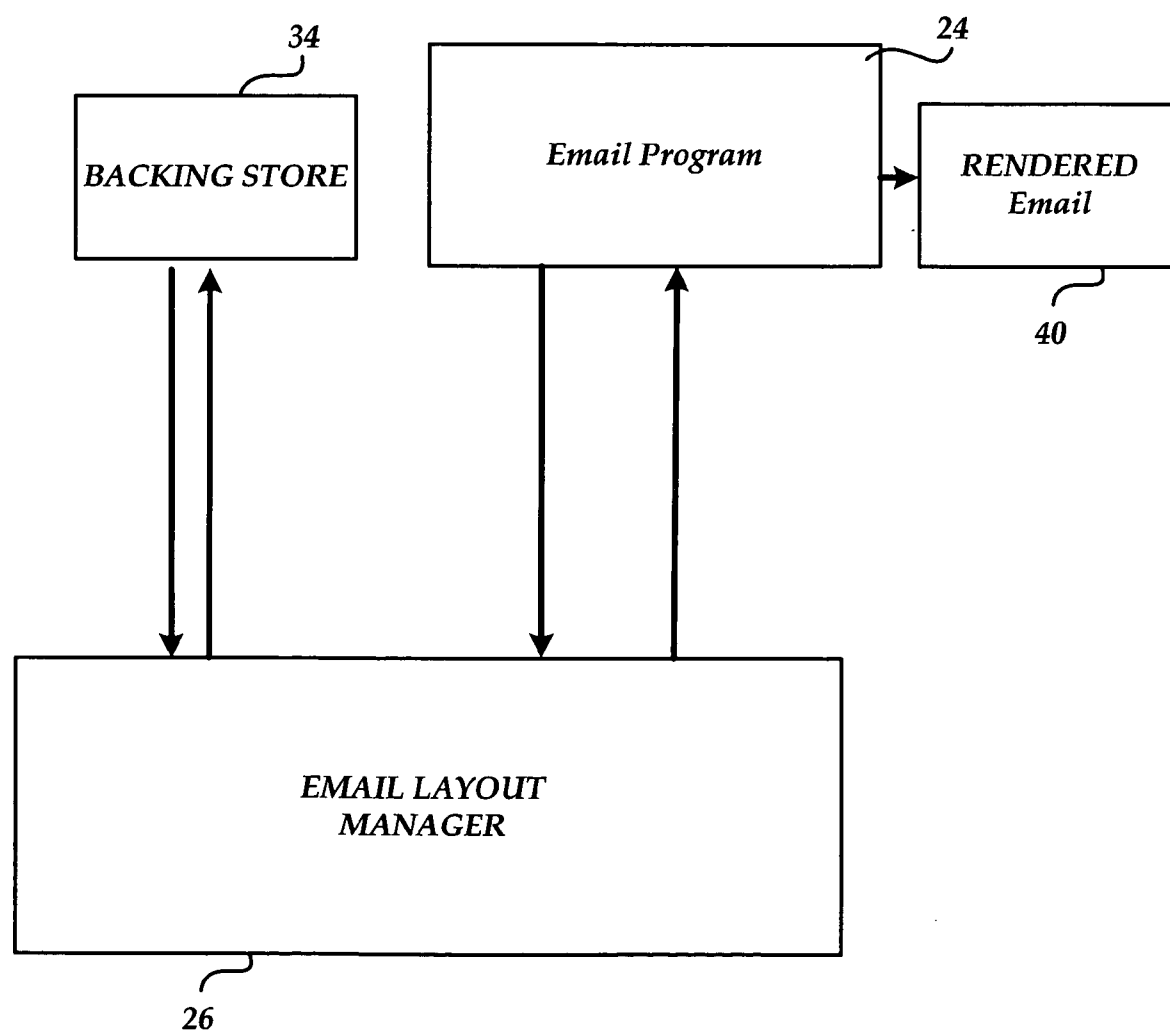 34
24
BACKING STORE
Email Program
RENDERED
Email
40
EMAIL LAYOUT
MANAGER
26